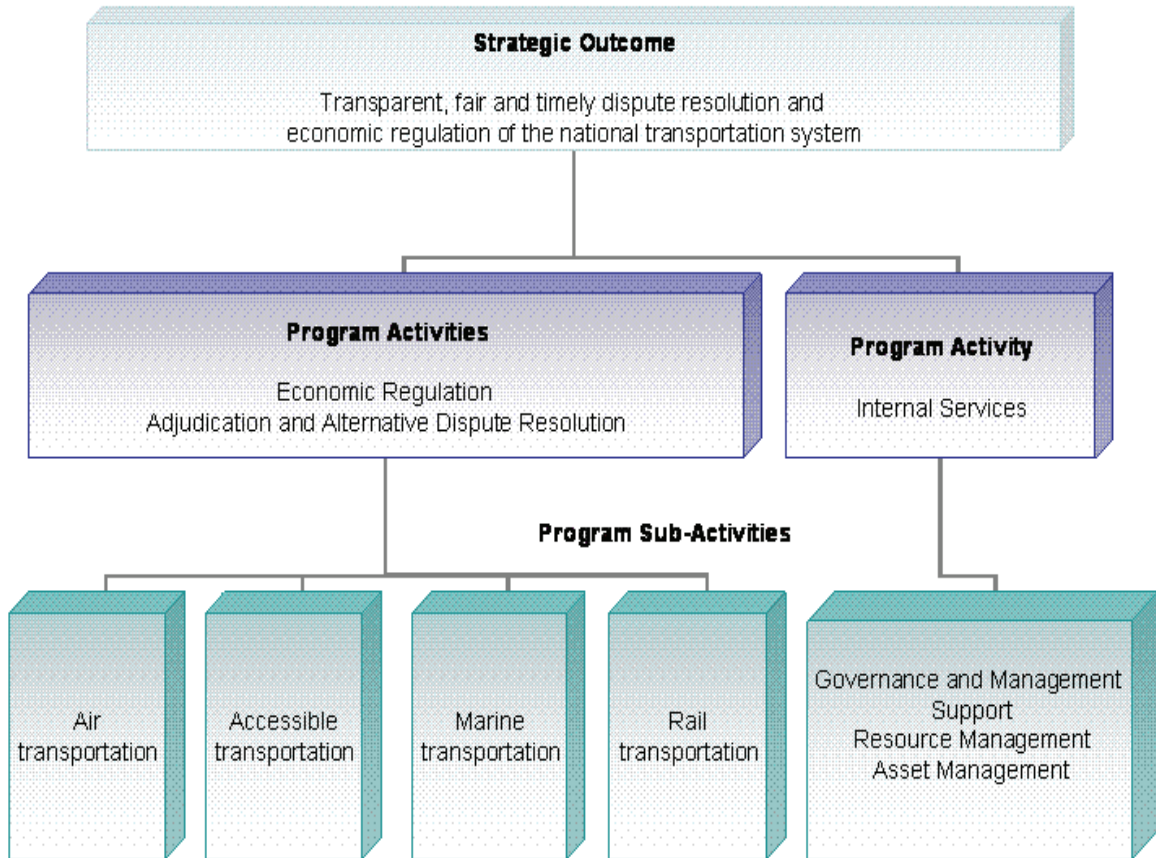 Strategic Outcome
Transparent, fair and timely dispute resolution and
economic regulation of the national transportation system
Program Activities
Economic Regulation
Adjudication and Alternative Dispute Resolution
Program Activity
Internal Services
Program Sub-Activities
Air
transportation
Accessible
transportation
Marine
transportation
Rail
transportation
Governance and Management
Support
Resource Management
Asset Management